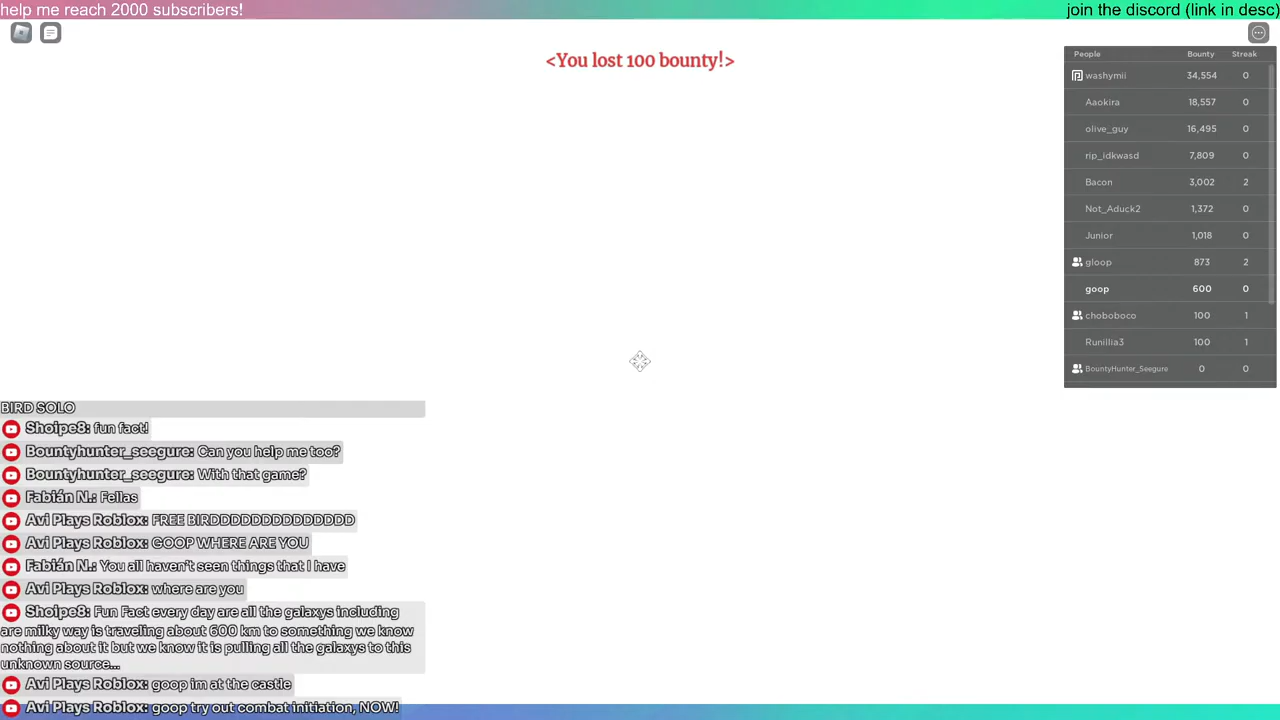 help me reach 2000 subscribers!
join the discord (link in desc)
<You lost 100 bounty!>
People Bounty Streak
washymii 34,554 0
Aaokira 18,557 0
olive_guy 16,495 0
rip_idkwasd 7,809 0
Bacon 3,002 2
Not_Aduck2 1,372 0
Junior 1,018 0
gloop 873 2
goop 600 0
choboboco 100 1
Runillia3 100 1
BountyHunter_Seegure 0 0
BIRD SOLO
Shoipe8: fun fact!
Bountyhunter_seegure: Can you help me too?
Bountyhunter_seegure: With that game?
Fabián N.: Fellas
Avi Plays Roblox: FREE BIRDDDDDDDDDDDDDDD
Avi Plays Roblox: GOOP WHERE ARE YOU
Fabián N.: You all haven't seen things that I have
Avi Plays Roblox: where are you
Shoipe8: Fun Fact every day are all the galaxys including
are milky way is traveling about 600 km to something we know
nothing about it but we know it is pulling all the galaxys to this
unknown source...
Avi Plays Roblox: goop im at the castle
Avi Plays Roblox: goop try out combat initiation, NOW!